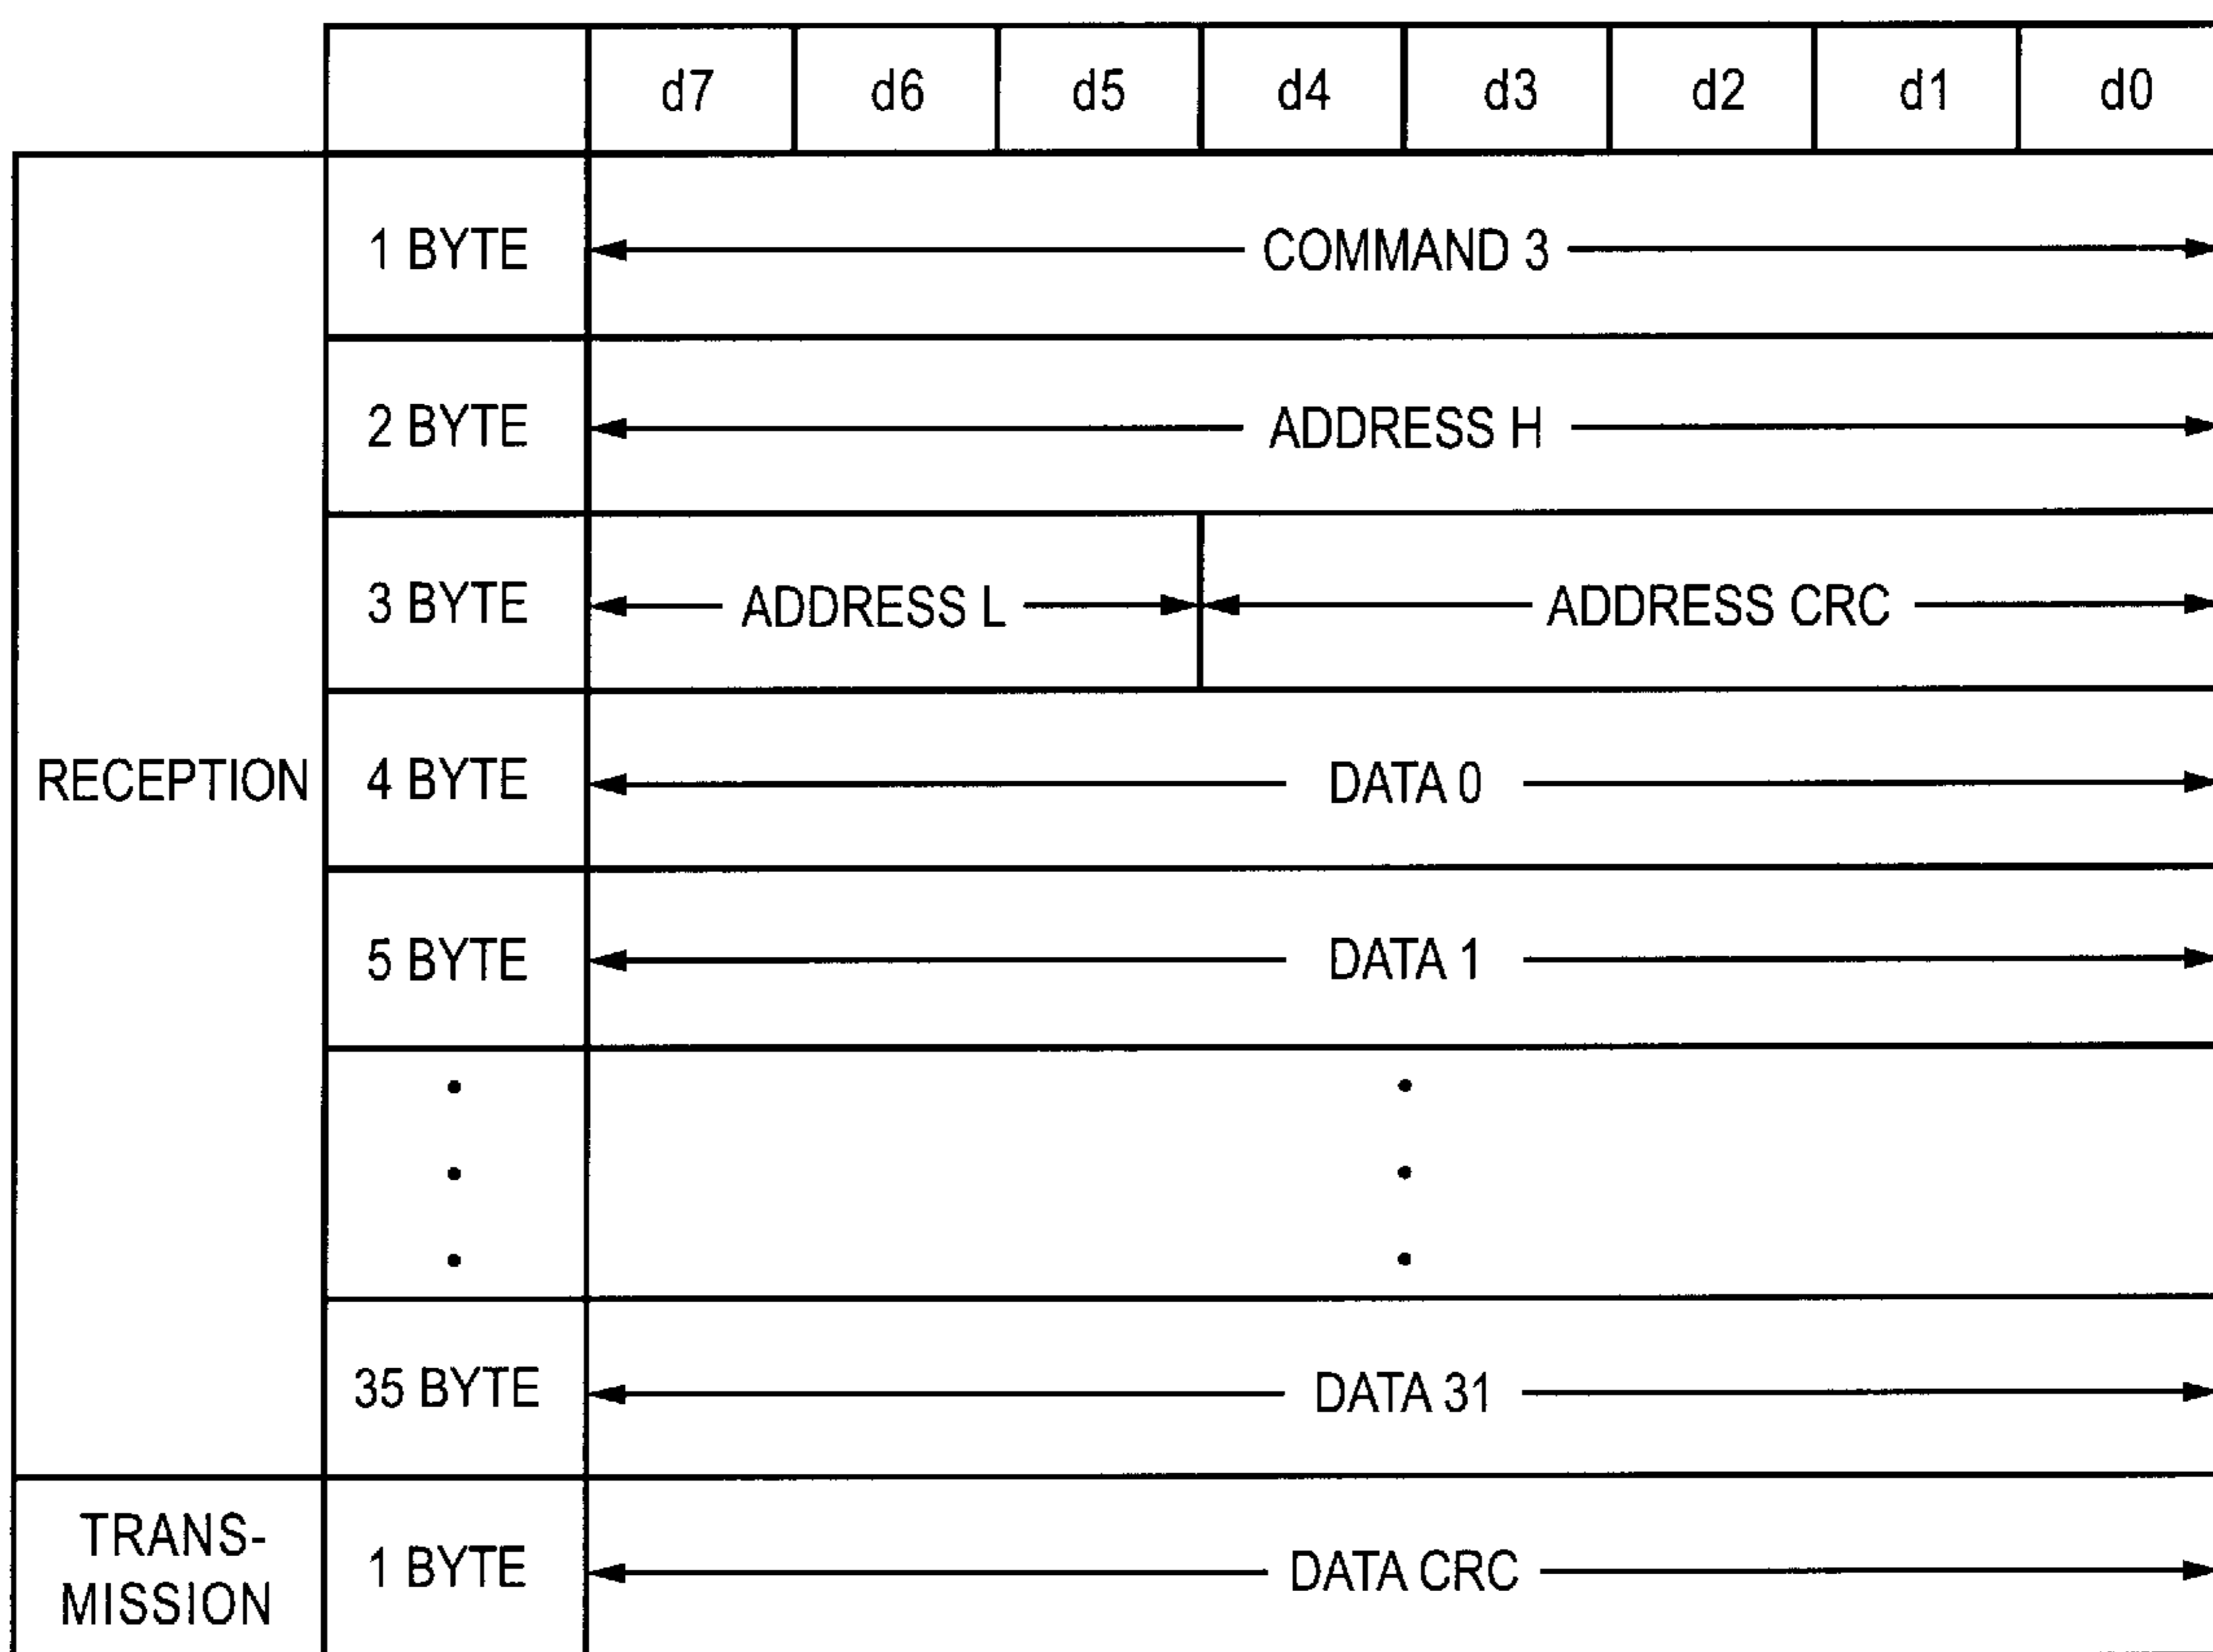 d7 d6 d5 d4 d3 d2 d1 d0
1 BYTE COMMAND 3
2 BYTE ADDRESS H
3 BYTE ADDRESS L ADDRESS CRC
RECEPTION 4 BYTE DATA 0
5 BYTE DATA 1
35 BYTE DATA 31
TRANS-
MISSION
1 BYTE DATA CRC